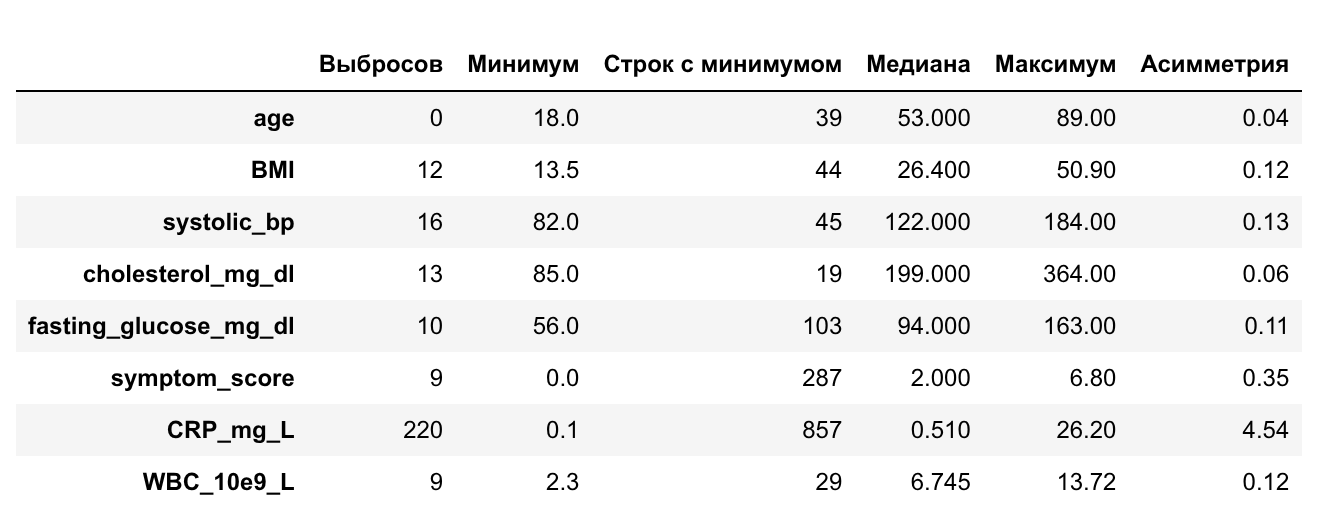 Выбросов Минимум Строк с минимумом Медиана Максимум Асимметрия
age 0 18.0 39 53.000 89.00 0.04
BMI 12 13.5 44 26.400 50.90 0.12
systolic_bp 16 82.0 45 122.000 184.00 0.13
cholesterol_mg_dl 13 85.0 19 199.000 364.00 0.06
fasting_glucose_mg_dl 10 56.0 103 94.000 163.00 0.11
symptom_score 9 0.0 287 2.000 6.80 0.35
CRP_mg_L 220 0.1 857 0.510 26.20 4.54
WBC_10e9_L 9 2.3 29 6.745 13.72 0.12